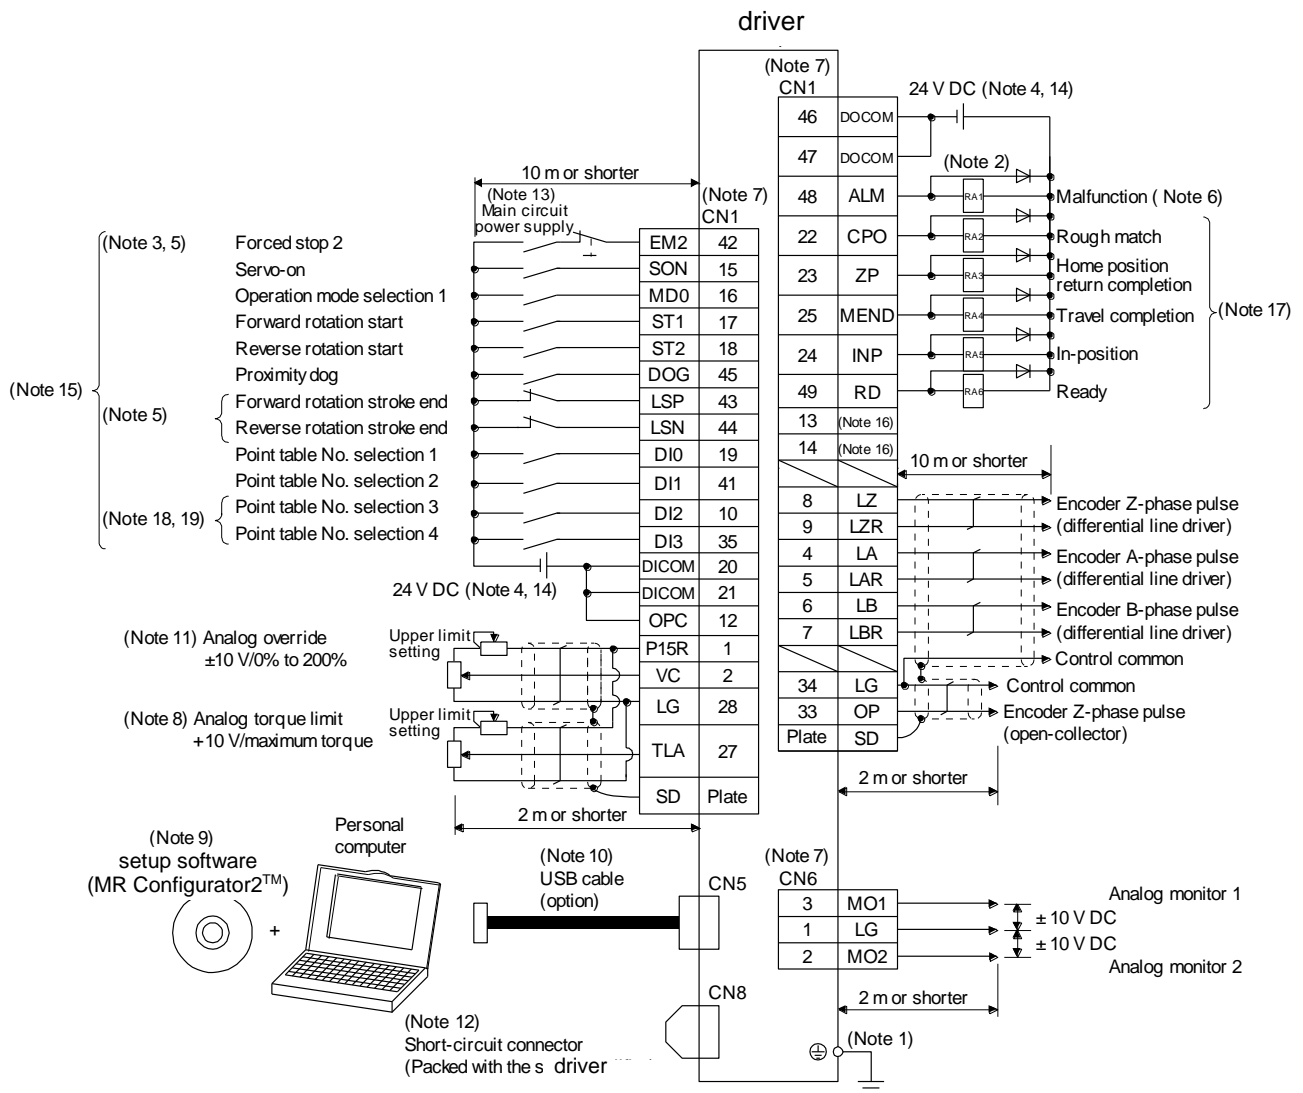 driver
(Note 7)
CN1
24 V DC (Note 4, 14)
46 DOCOM
47 DOCOM
(Note 2)
48 ALM RA1 Malfunction ( Note 6)
22 CPO RA2 Rough match
23 ZP RA3 Home position
return completion
25 MEND RA4 Travel completion
(Note 17)
24 INP RA5 In-position
49 RD RA6 Ready
13 (Note 16)
14 (Note 16)
10 m or shorter
8 LZ Encoder Z-phase pulse
9 LZR (differential line driver)
4 LA Encoder A-phase pulse
5 LAR (differential line driver)
6 LB Encoder B-phase pulse
7 LBR (differential line driver)
Control common
34 LG Control common
33 OP Encoder Z-phase pulse
(open-collector)
Plate SD
2 m or shorter
10 m or shorter
(Note 13)
Main circuit
power supply
(Note 7)
CN1
(Note 15)
(Note 3, 5) Forced stop 2 EM2 42
Servo-on SON 15
Operation mode selection 1 MD0 16
Forward rotation start ST1 17
Reverse rotation start ST2 18
Proximity dog DOG 45
(Note 5)
Forward rotation stroke end LSP 43
Reverse rotation stroke end LSN 44
Point table No. selection 1 DI0 19
Point table No. selection 2 DI1 41
(Note 18, 19)
Point table No. selection 3 DI2 10
Point table No. selection 4 DI3 35
DICOM 20
24 V DC (Note 4, 14) DICOM 21
OPC 12
(Note 11) Analog override
±10 V/0% to 200%
Upper limit
setting
P15R 1
VC 2
LG 28
(Note 8) Analog torque limit
+10 V/maximum torque
Upper limit
setting
TLA 27
SD Plate
2 m or shorter
(Note 9)
setup software
(MR Configurator2TM)
+
Personal
computer
(Note 10)
USB cable
(option)
CN5
CN8
(Note 12)
Short-circuit connector
(Packed with the s driver
(Note 7)
CN6
3 MO1 Analog monitor 1
± 10 V DC
1 LG
± 10 V DC
2 MO2 Analog monitor 2
2 m or shorter
(Note 1)